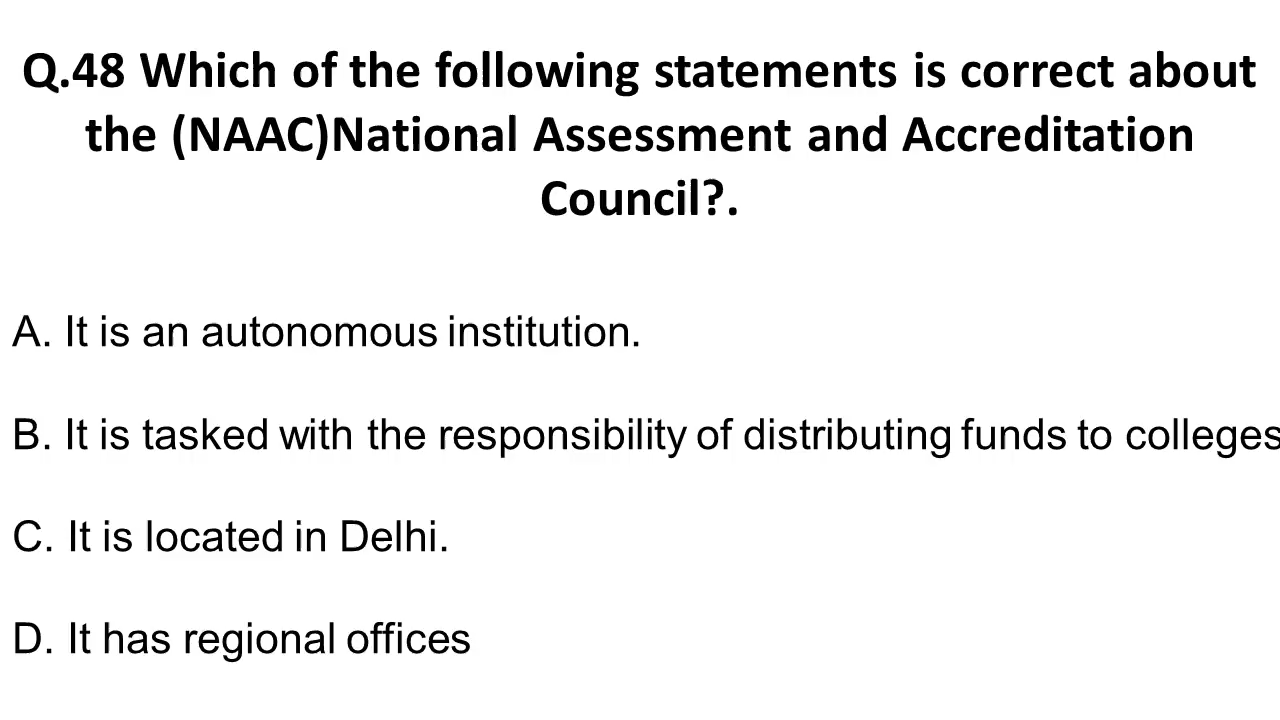 Q.48 Which of the following statements is correct about
the (NAAC)National Assessment and Accreditation
Council?.
A. It is an autonomous institution.
B. It is tasked with the responsibility of distributing funds to colleges
C. It is located in Delhi.
D. It has regional offices